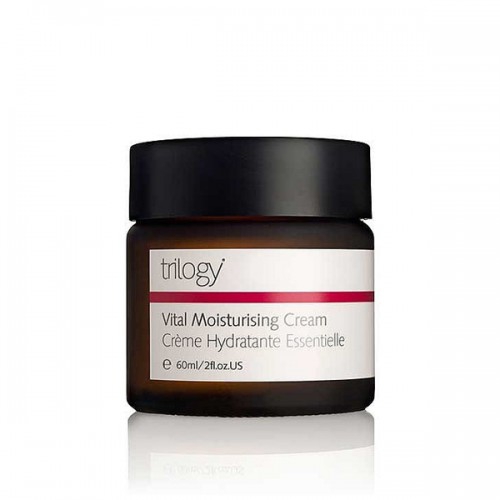 trilogy®
Vital Moisturising Cream
Crème Hydratante Essentielle
℮ 60ml/2fl.oz.US